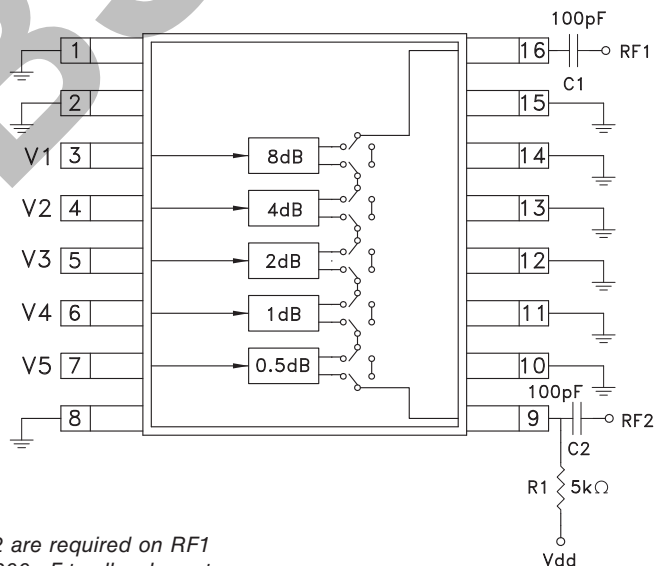 100pF
1
16
RF1
C1
2
15
V1
3
8dB
14
V2
4
4dB
13
V3
5
2dB
12
V4
6
1dB
11
V5
7
0.5dB
10
100pF
8
9
RF2
C2
R1
5kΩ
2 are required on RF1
Vdd